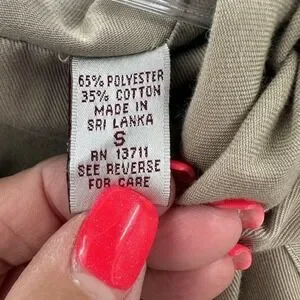 65% POLYESTER
35% COTTON
MADE IN
SRI LANKA
S
RN 13711
SEE REVERSE
FOR CARE